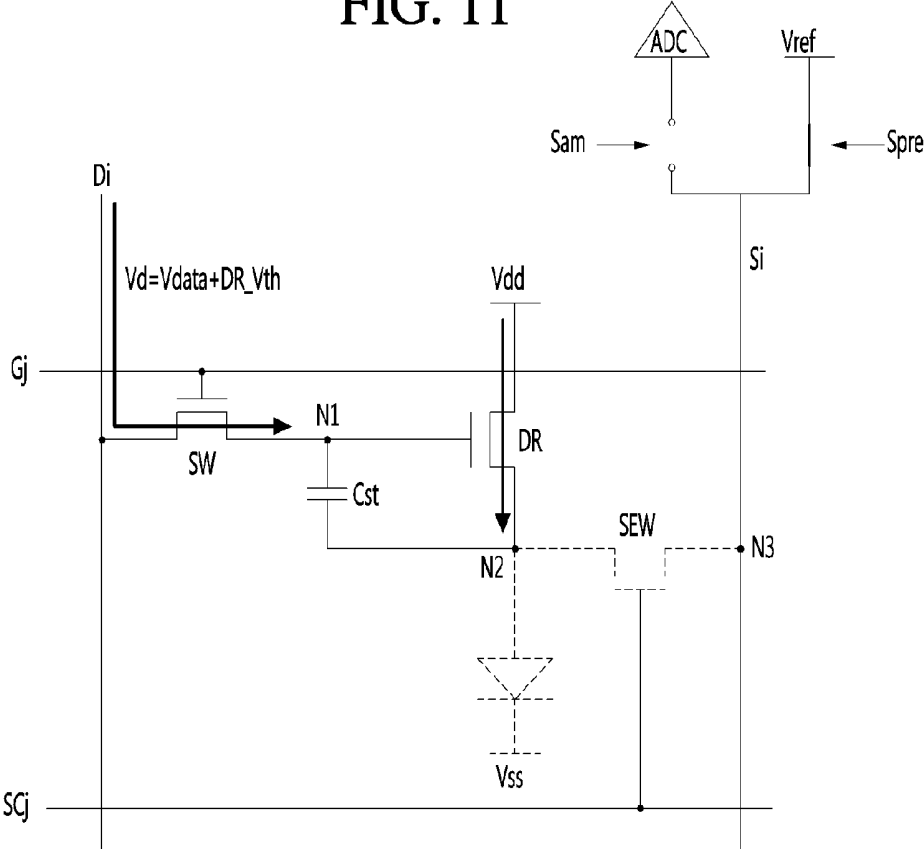 FIG. 11
ADC
Vref
Sam
Spre
Di
Si
Vd=Vdata+DR_Vth
Vdd
Gj
N1
DR
SW
Cst
SEW
N2
N3
Vss
SCj